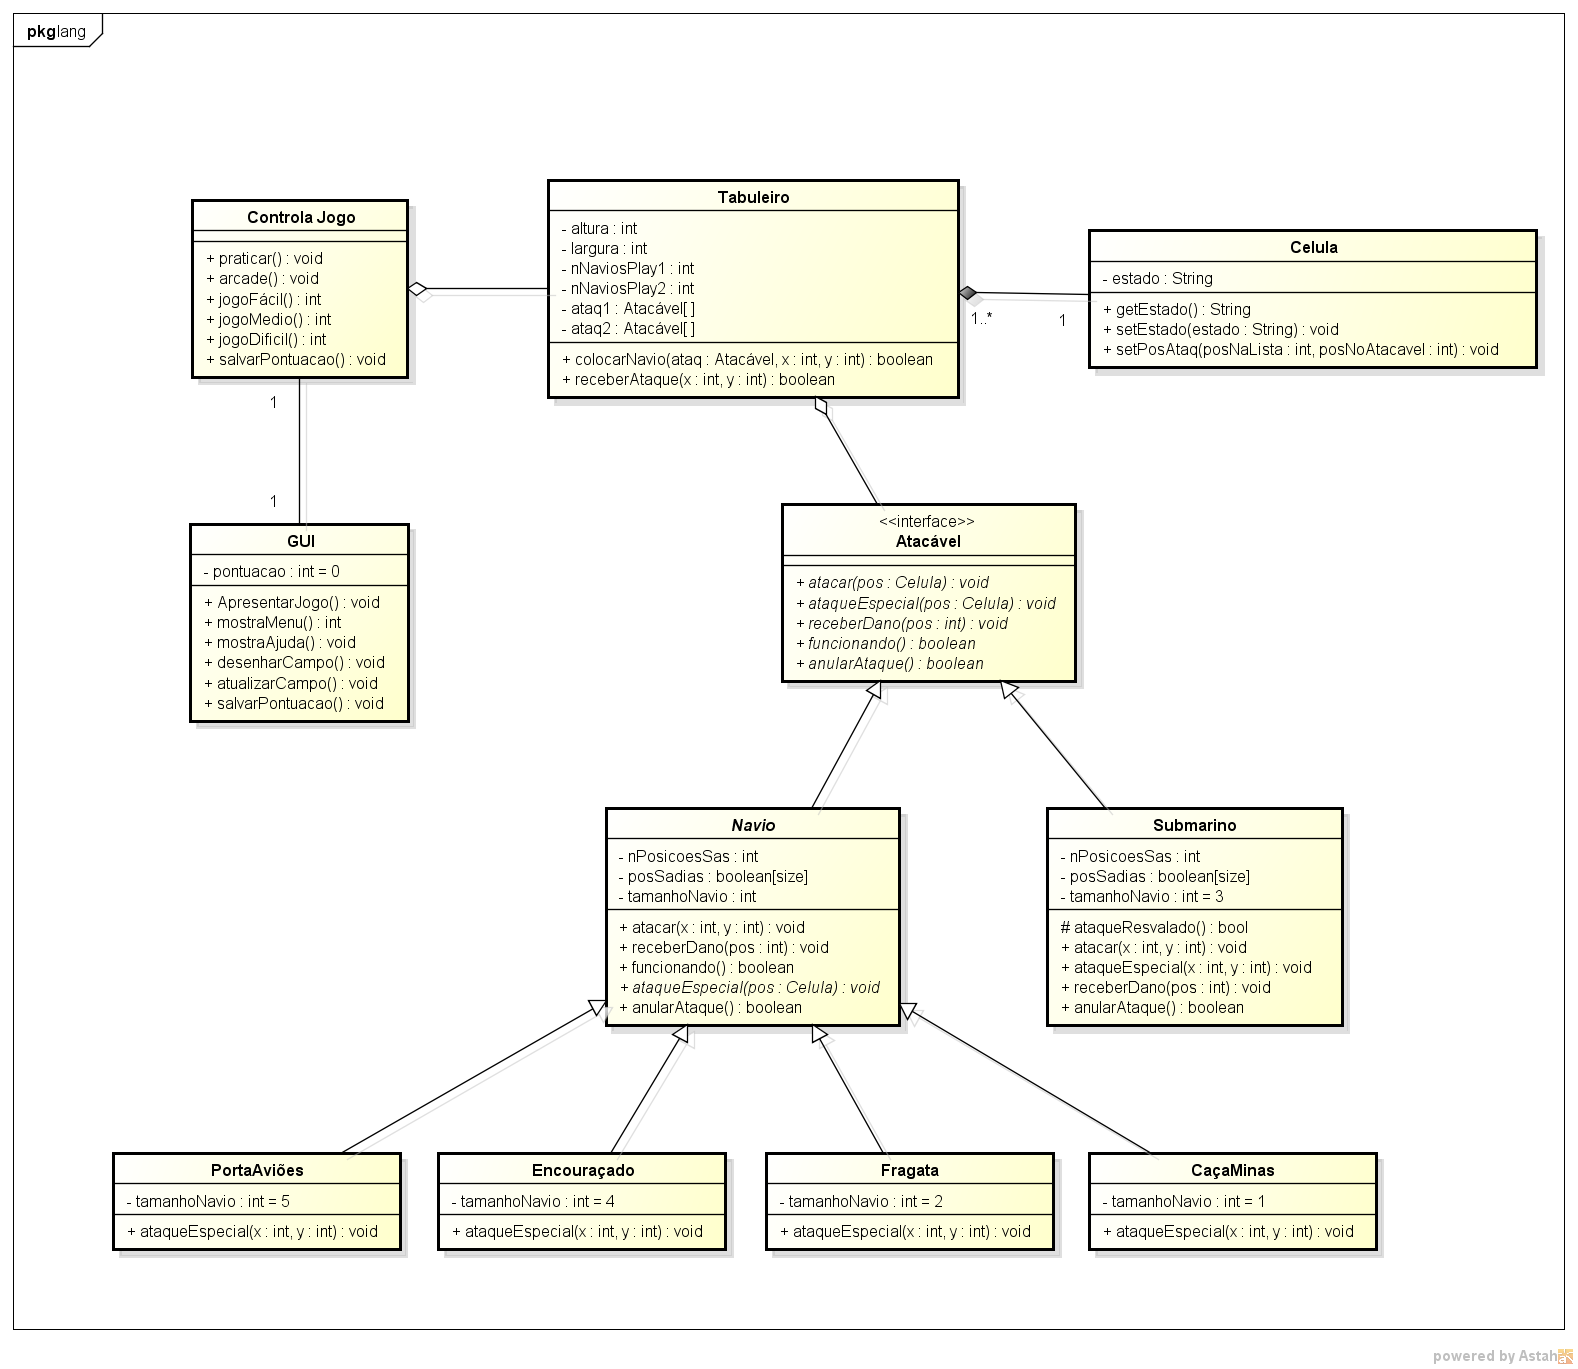 pkg lang
Controla Jogo
+ praticar() : void
+ arcade() : void
+ jogoFácil() : int
+ jogoMedio() : int
+ jogoDificil() : int
+ salvarPontuacao() : void
Tabuleiro
- altura : int
- largura : int
- nNaviosPlay1 : int
- nNaviosPlay2 : int
- ataq1 : Atacável[ ]
- ataq2 : Atacável[ ]
+ colocarNavio(ataq : Atacável, x : int, y : int) : boolean
+ receberAtaque(x : int, y : int) : boolean
1..*
1
Celula
- estado : String
+ getEstado() : String
+ setEstado(estado : String) : void
+ setPosAtaq(posNaLista : int, posNoAtacavel : int) : void
1
1
GUI
- pontuacao : int = 0
+ ApresentarJogo() : void
+ mostraMenu() : int
+ mostraAjuda() : void
+ desenharCampo() : void
+ atualizarCampo() : void
+ salvarPontuacao() : void
<<interface>>
Atacável
+ atacar(pos : Celula) : void
+ ataqueEspecial(pos : Celula) : void
+ receberDano(pos : int) : void
+ funcionando() : boolean
+ anularAtaque() : boolean
Navio
- nPosicoesSas : int
- posSadias : boolean[size]
- tamanhoNavio : int
+ atacar(x : int, y : int) : void
+ receberDano(pos : int) : void
+ funcionando() : boolean
+ ataqueEspecial(pos : Celula) : void
+ anularAtaque() : boolean
Submarino
- nPosicoesSas : int
- posSadias : boolean[size]
- tamanhoNavio : int = 3
# ataqueResvalado() : bool
+ atacar(x : int, y : int) : void
+ ataqueEspecial(x : int, y : int) : void
+ receberDano(pos : int) : void
+ anularAtaque() : boolean
PortaAviões
- tamanhoNavio : int = 5
+ ataqueEspecial(x : int, y : int) : void
Encouraçado
- tamanhoNavio : int = 4
+ ataqueEspecial(x : int, y : int) : void
Fragata
- tamanhoNavio : int = 2
+ ataqueEspecial(x : int, y : int) : void
CaçaMinas
- tamanhoNavio : int = 1
+ ataqueEspecial(x : int, y : int) : void
powered by Astah